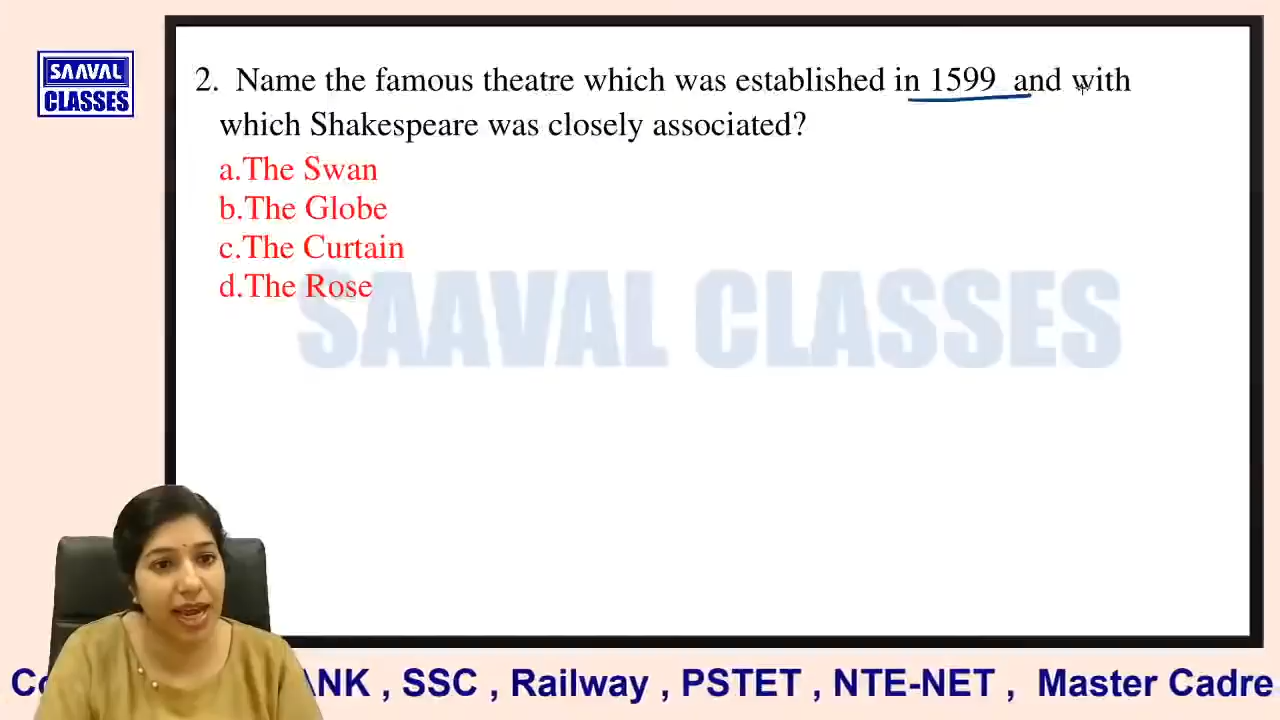 SAAVAL
CLASSES
2. Name the famous theatre which was established in 1599 and with
which Shakespeare was closely associated?
a.The Swan
b.The Globe
c.The Curtain
d.The Rose
SAAVAL CLASSES
ANK , SSC , Railway , PSTET , NTE-NET , Master Cadre